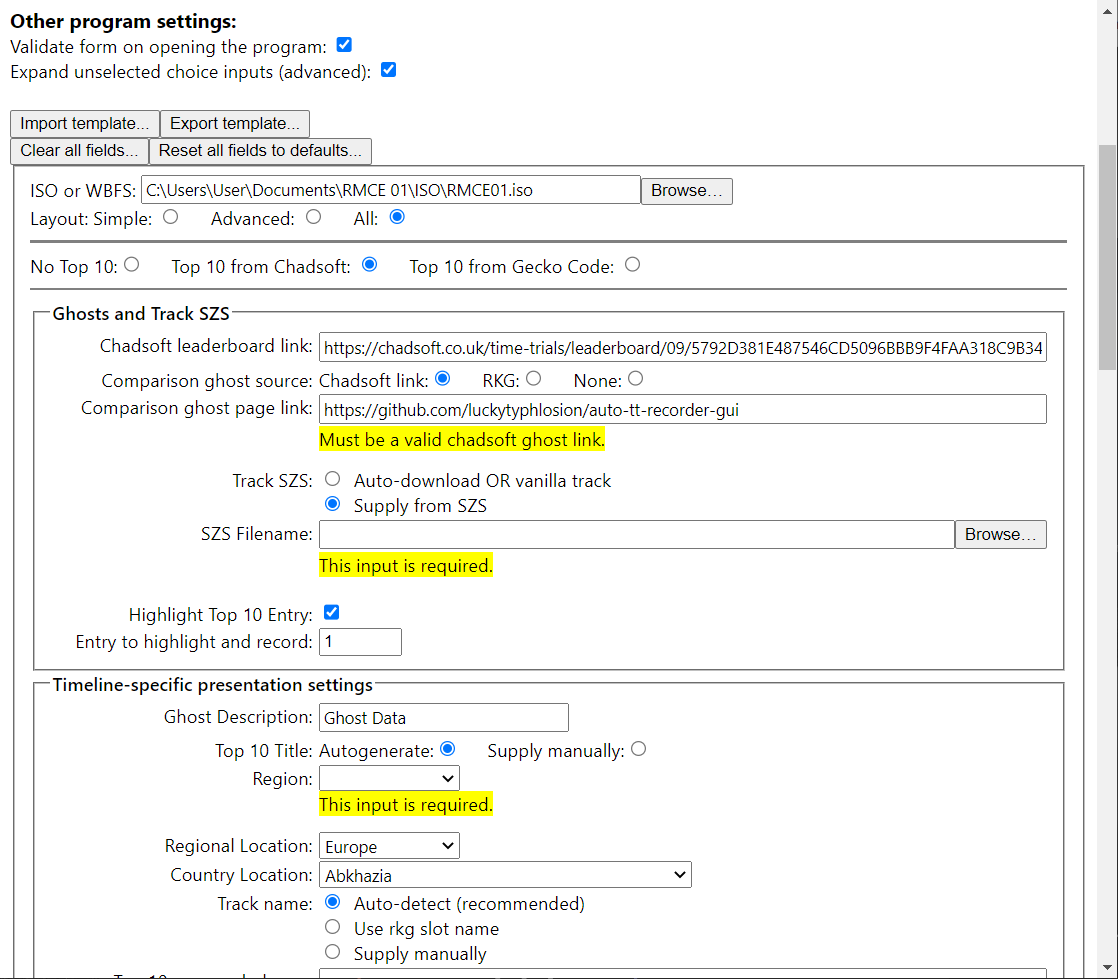 Other program settings:
Validate form on opening the program:
Expand unselected choice inputs (advanced):
Import template... Export template...
Clear all fields... Reset all fields to defaults...
ISO or WBFS: C:\Users\User\Documents\RMCE 01\ISO\RMCE01.iso Browse...
Layout: Simple: Advanced: All:
No Top 10: Top 10 from Chadsoft: Top 10 from Gecko Code:
Ghosts and Track SZS
Chadsoft leaderboard link: https://chadsoft.co.uk/time-trials/leaderboard/09/5792D381E487546CD5096BBB9F4FAA318C9B34
Comparison ghost source: Chadsoft link: RKG: None:
Comparison ghost page link: https://github.com/luckytyphlosion/auto-tt-recorder-gui
Must be a valid chadsoft ghost link.
Track SZS: Auto-download OR vanilla track
Supply from SZS
SZS Filename: Browse...
This input is required.
Highlight Top 10 Entry:
Entry to highlight and record: 1
Timeline-specific presentation settings
Ghost Description: Ghost Data
Top 10 Title: Autogenerate: Supply manually:
Region:
This input is required.
Regional Location: Europe
Country Location: Abkhazia
Track name: Auto-detect (recommended)
Use rkg slot name
Supply manually